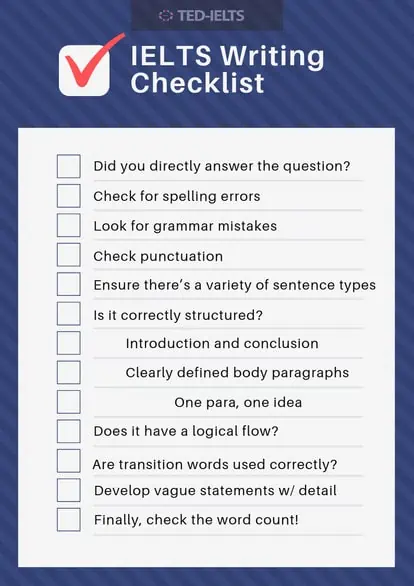 TED-IELTS
IELTS Writing
Checklist
Did you directly answer the question?
Check for spelling errors
Look for grammar mistakes
Check punctuation
Ensure there's a variety of sentence types
Is it correctly structured?
Introduction and conclusion
Clearly defined body paragraphs
One para, one idea
Does it have a logical flow?
Are transition words used correctly?
Develop vague statements w/ detail
Finally, check the word count!